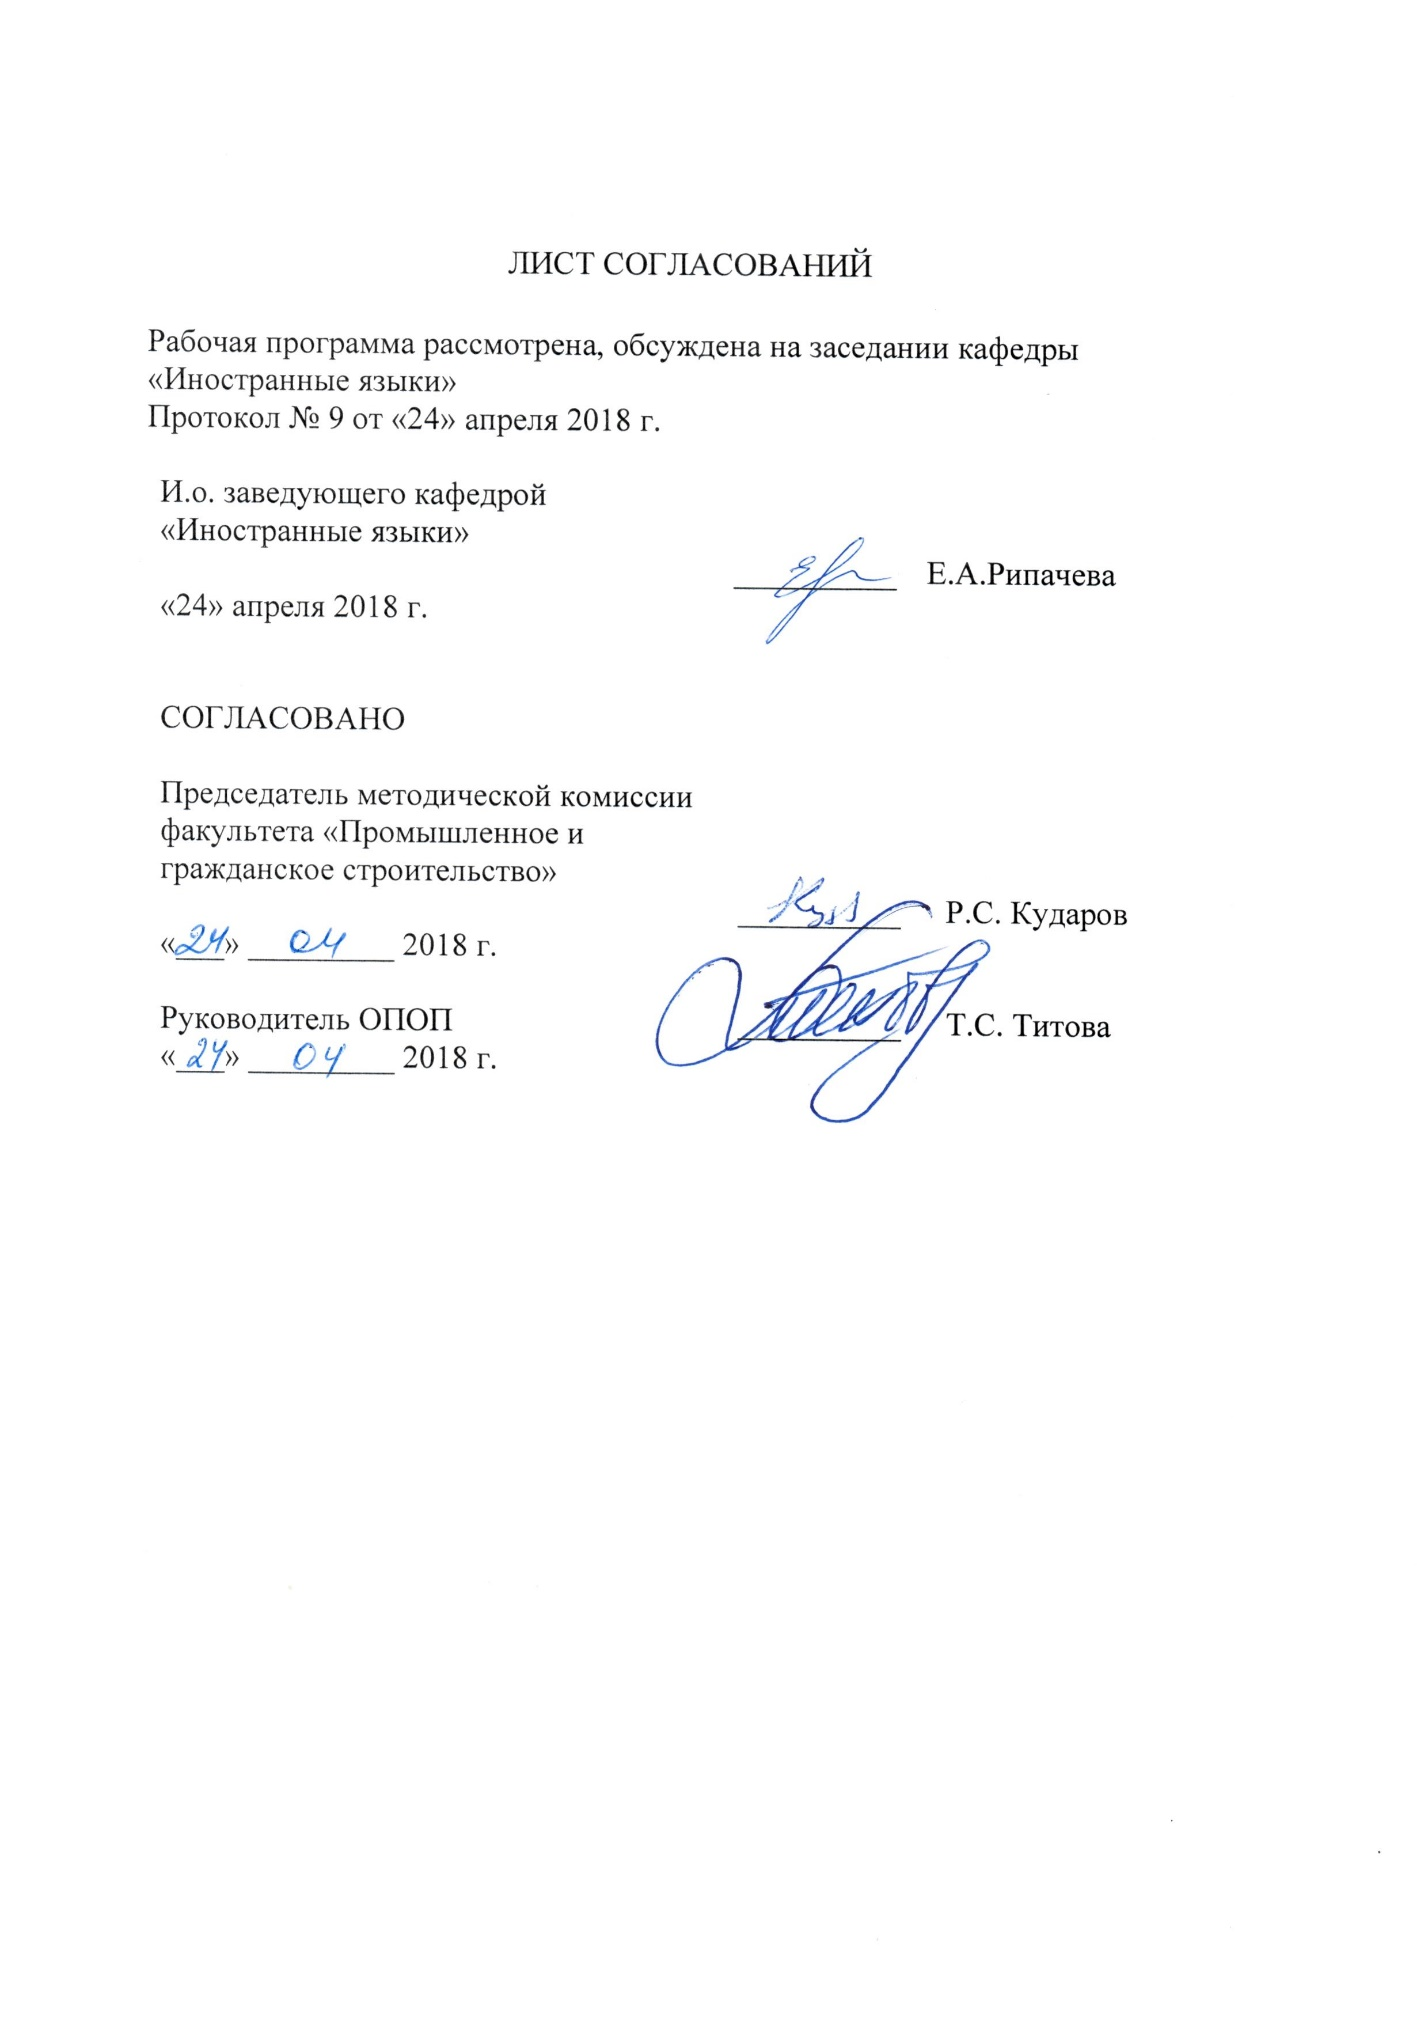 ЛИСТ СОГЛАСОВАНИЙ
Рабочая программа рассмотрена, обсуждена на заседании кафедры
«Иностранные языки»
Протокол № 9 от «24» апреля 2018 г.
И.о. заведующего кафедрой
«Иностранные языки»
Е.А.Рипачева
«24» апреля 2018 г.
СОГЛАСОВАНО
Председатель методической комиссии
факультета «Промышленное и
гражданское строительство»
Р.С. Кударов
«24» 04 2018 г.
Руководитель ОПОП
Т.С. Титова
«24» 04 2018 г.